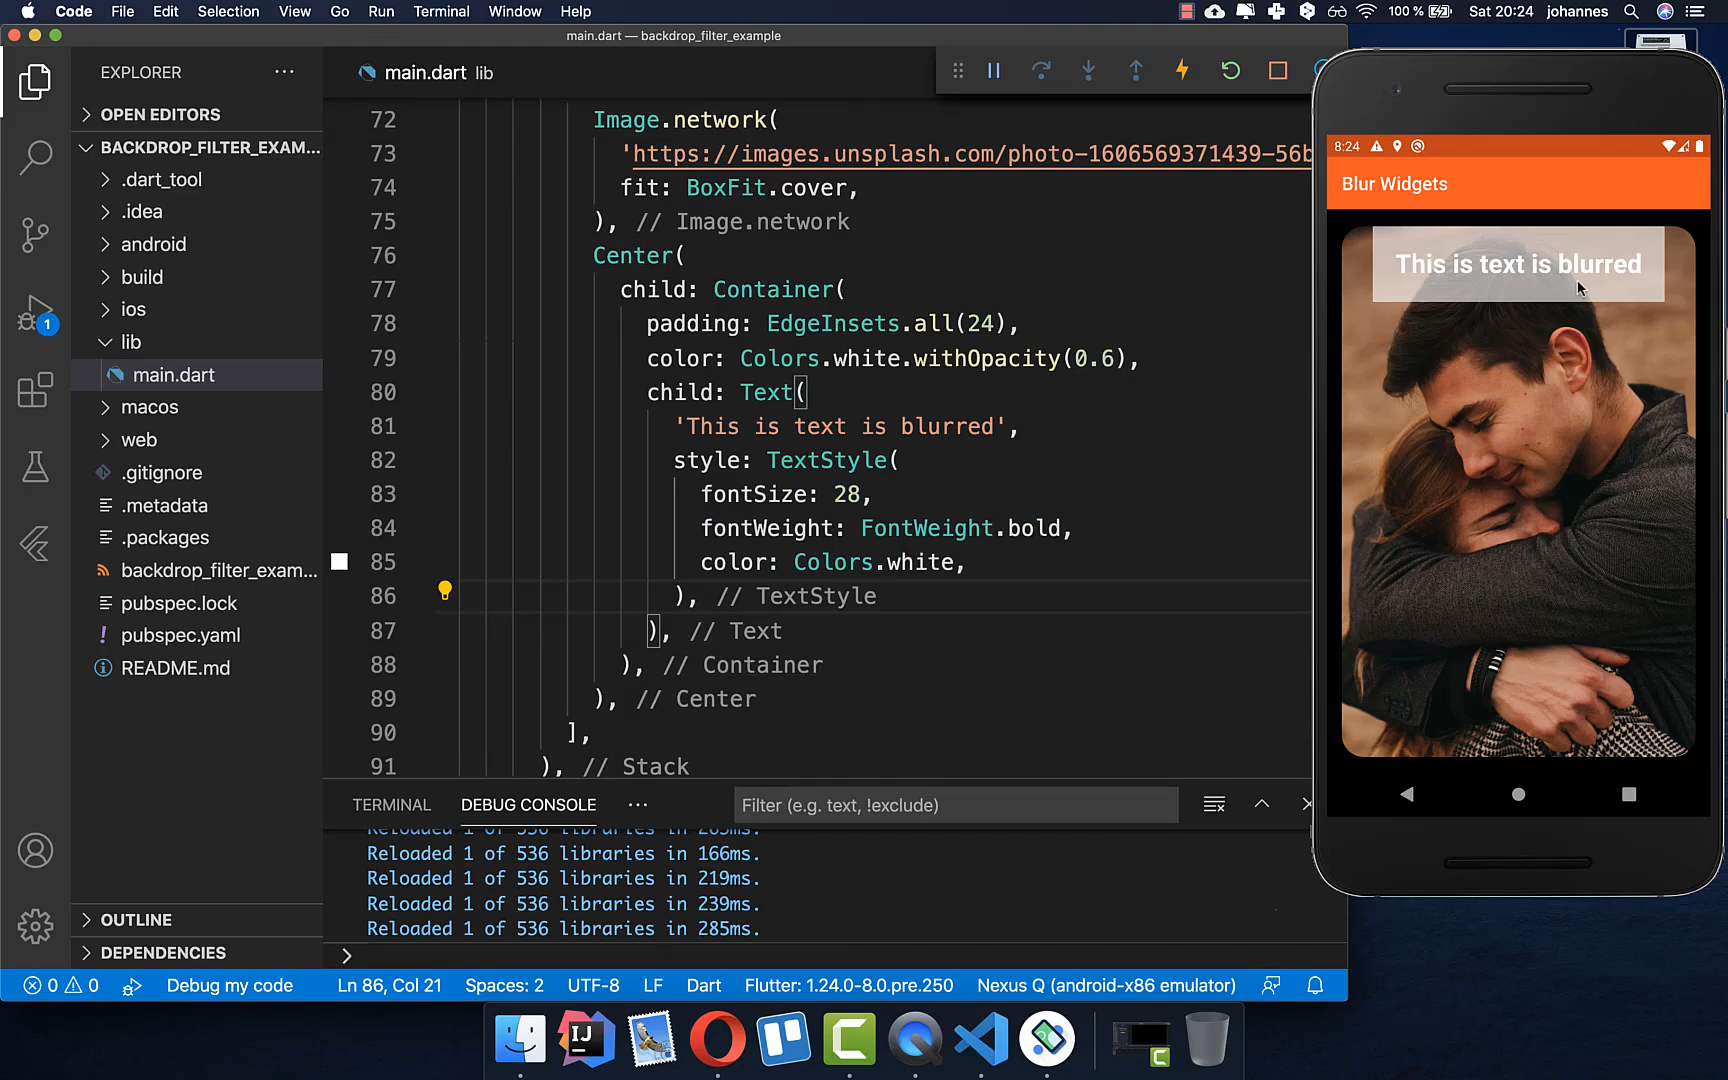 Code File Edit Selection View Go Run Terminal Window Help 100 % Sat 20:24 johannes
main.dart — backdrop_filter_example
EXPLORER
OPEN EDITORS
BACKDROP_FILTER_EXAM...
.dart_tool
.idea
android
build
ios
lib
main.dart
macos
web
.gitignore
.metadata
.packages
backdrop_filter_exam...
pubspec.lock
pubspec.yaml
README.md
OUTLINE
DEPENDENCIES
1
main.dart lib
72 Image.network(
73 'https://images.unsplash.com/photo-1606569371439-56b
74 fit: BoxFit.cover,
75 ), // Image.network
76 Center(
77 child: Container(
78 padding: EdgeInsets.all(24),
79 color: Colors.white.withOpacity(0.6),
80 child: Text(
81 'This is text is blurred',
82 style: TextStyle(
83 fontSize: 28,
84 fontWeight: FontWeight.bold,
85 color: Colors.white,
86 ), // TextStyle
87 ), // Text
88 ), // Container
89 ), // Center
90 ],
91 ), // Stack
TERMINAL DEBUG CONSOLE Filter (e.g. text, !exclude)
Reloaded 1 of 536 libraries in 166ms.
Reloaded 1 of 536 libraries in 219ms.
Reloaded 1 of 536 libraries in 239ms.
Reloaded 1 of 536 libraries in 285ms.
0 0 Debug my code Ln 86, Col 21 Spaces: 2 UTF-8 LF Dart Flutter: 1.24.0-8.0.pre.250 Nexus Q (android-x86 emulator)
8:24
Blur Widgets
This is text is blurred
IJ